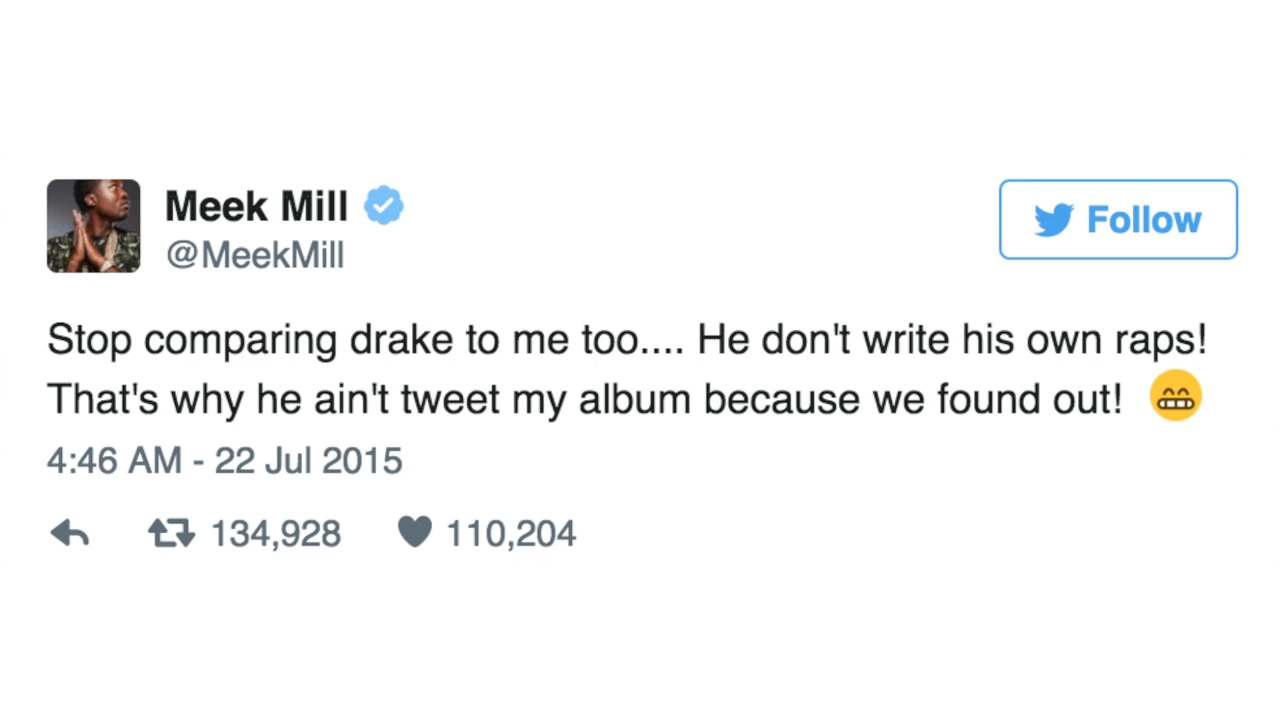 Meek Mill
@MeekMill
Follow
Stop comparing drake to me too.... He don't write his own raps!
That's why he ain't tweet my album because we found out! 😁
4:46 AM - 22 Jul 2015
134,928 110,204